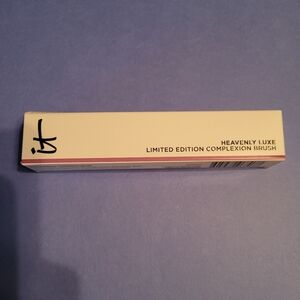 it
HEAVENLY LUXE
LIMITED EDITION COMPLEXION BRUSH